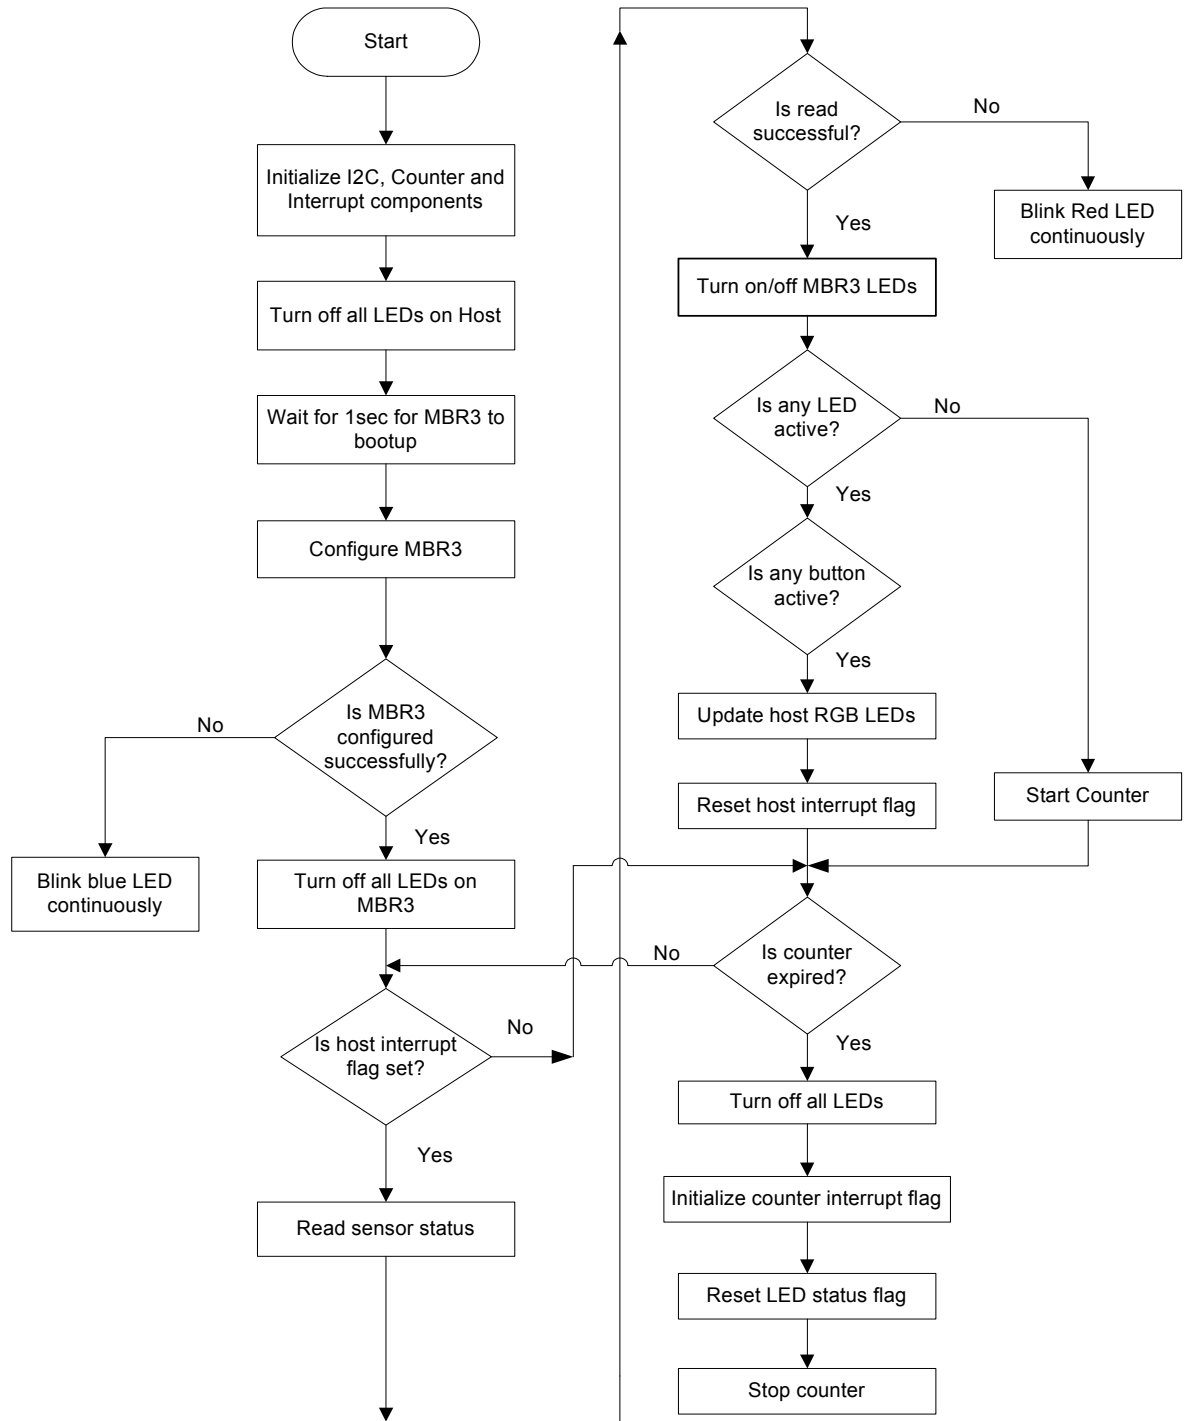 Start
Initialize I2C, Counter and
Interrupt components
Turn off all LEDs on Host
Wait for 1sec for MBR3 to
bootup
Configure MBR3
Is MBR3
configured
successfully?
No
Yes
Blink blue LED
continuously
Turn off all LEDs on
MBR3
Is host interrupt
flag set?
No
Yes
Read sensor status
Is read
successful?
No
Yes
Blink Red LED
continuously
Turn on/off MBR3 LEDs
Is any LED
active?
No
Yes
Is any button
active?
Yes
Update host RGB LEDs
Reset host interrupt flag
Start Counter
Is counter
expired?
No
Yes
Turn off all LEDs
Initialize counter interrupt flag
Reset LED status flag
Stop counter